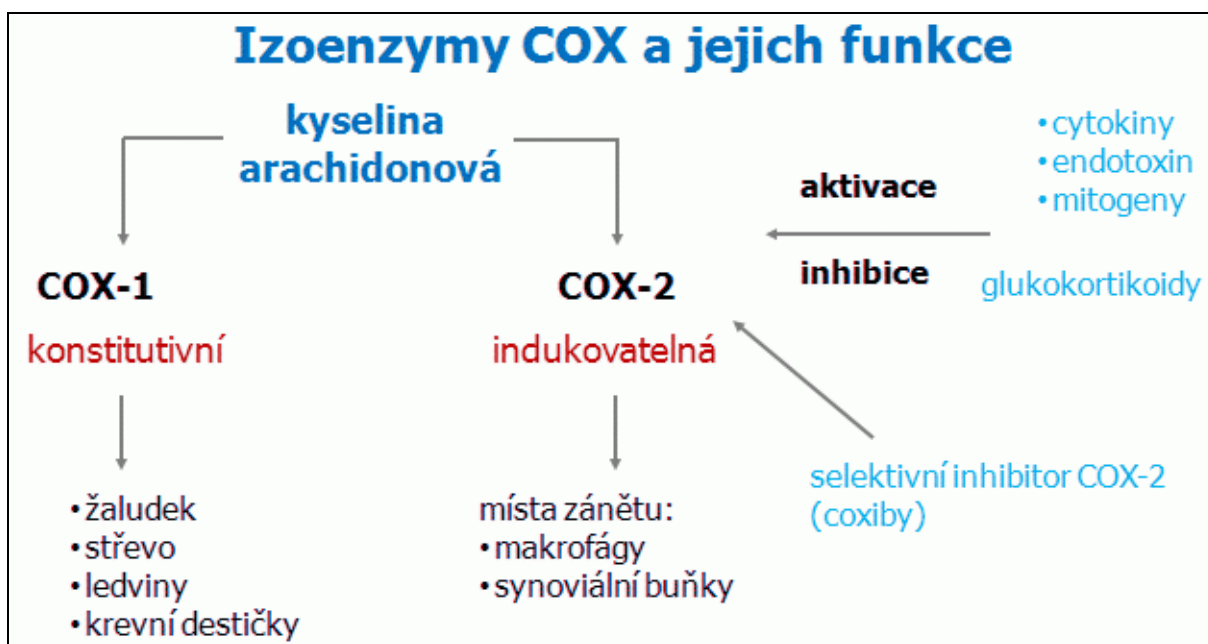 Izoenzymy COX a jejich funkce
kyselina
arachidonová
•cytokiny
•endotoxin
•mitogeny
aktivace
inhibice
glukokortikoidy
COX-1
konstitutivní
COX-2
indukovatelná
selektivní inhibitor COX-2
(coxiby)
•žaludek
•střevo
•ledviny
•krevní destičky
místa zánětu:
•makrofágy
•synoviální buňky